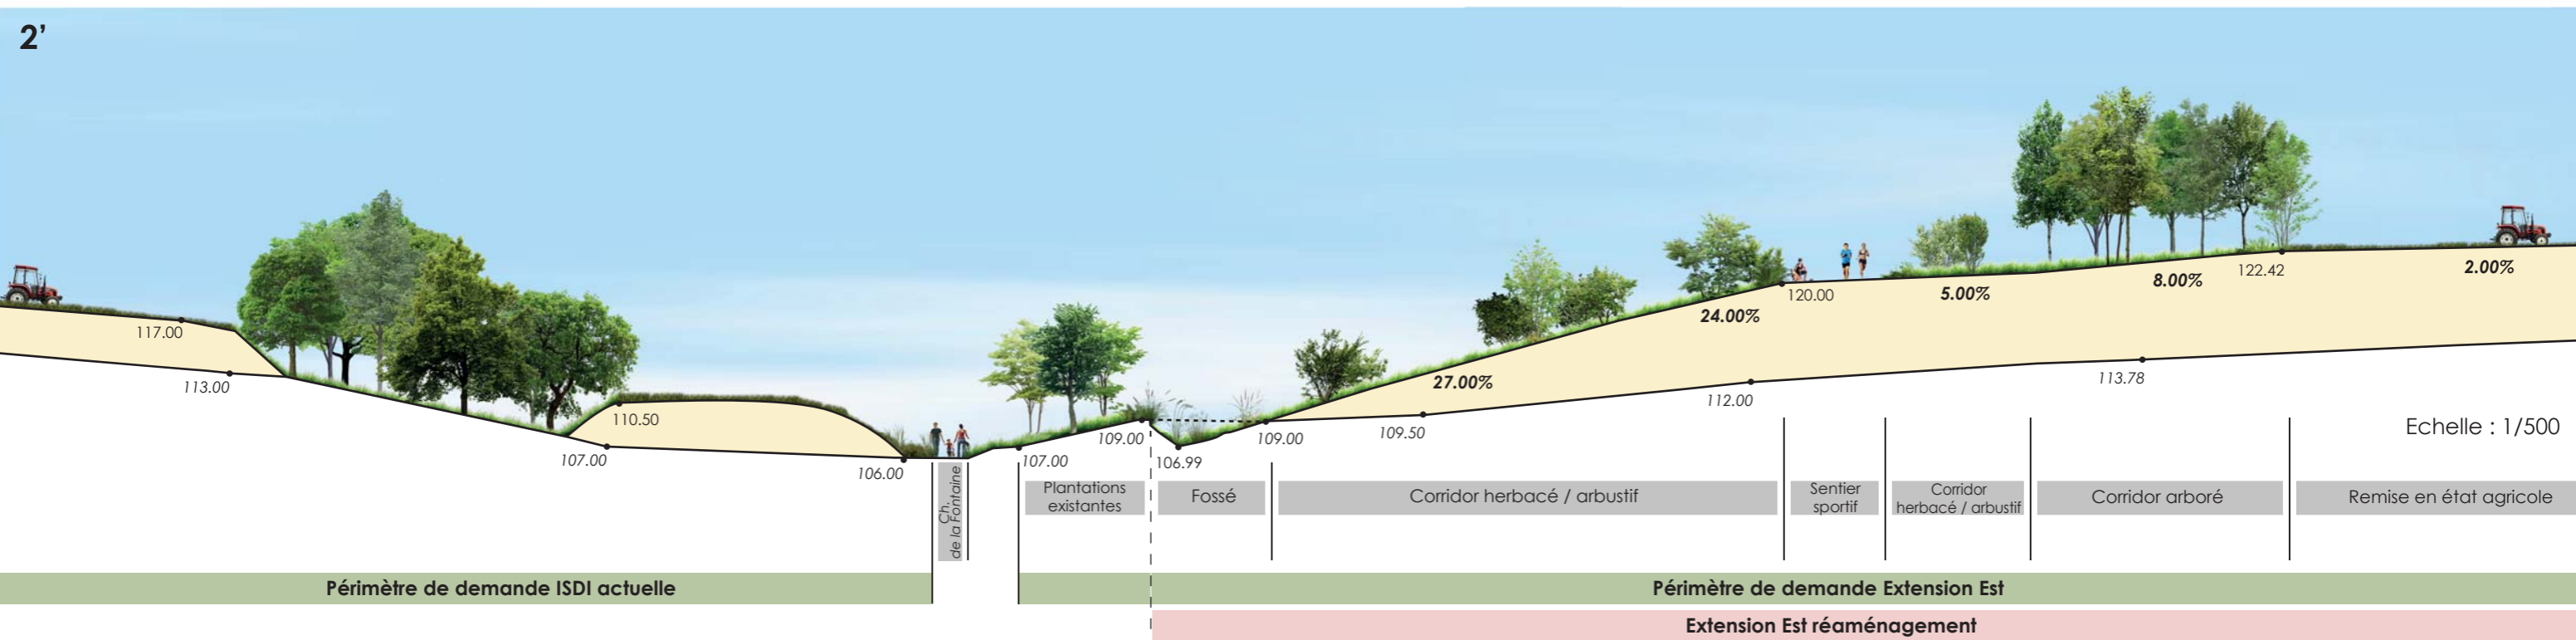 2’
117.00
113.00
110.50
107.00
106.00
107.00
109.00
106.99
109.00
109.50
27.00%
24.00%
112.00
120.00
5.00%
8.00%
113.78
122.42
2.00%
Echelle : 1/500
Ch.
de la Fontaine
Plantations
existantes
Fossé
Corridor herbacé / arbustif
Sentier
sportif
Corridor
herbacé / arbustif
Corridor arboré
Remise en état agricole
Périmètre de demande ISDI actuelle
Périmètre de demande Extension Est
Extension Est réaménagement